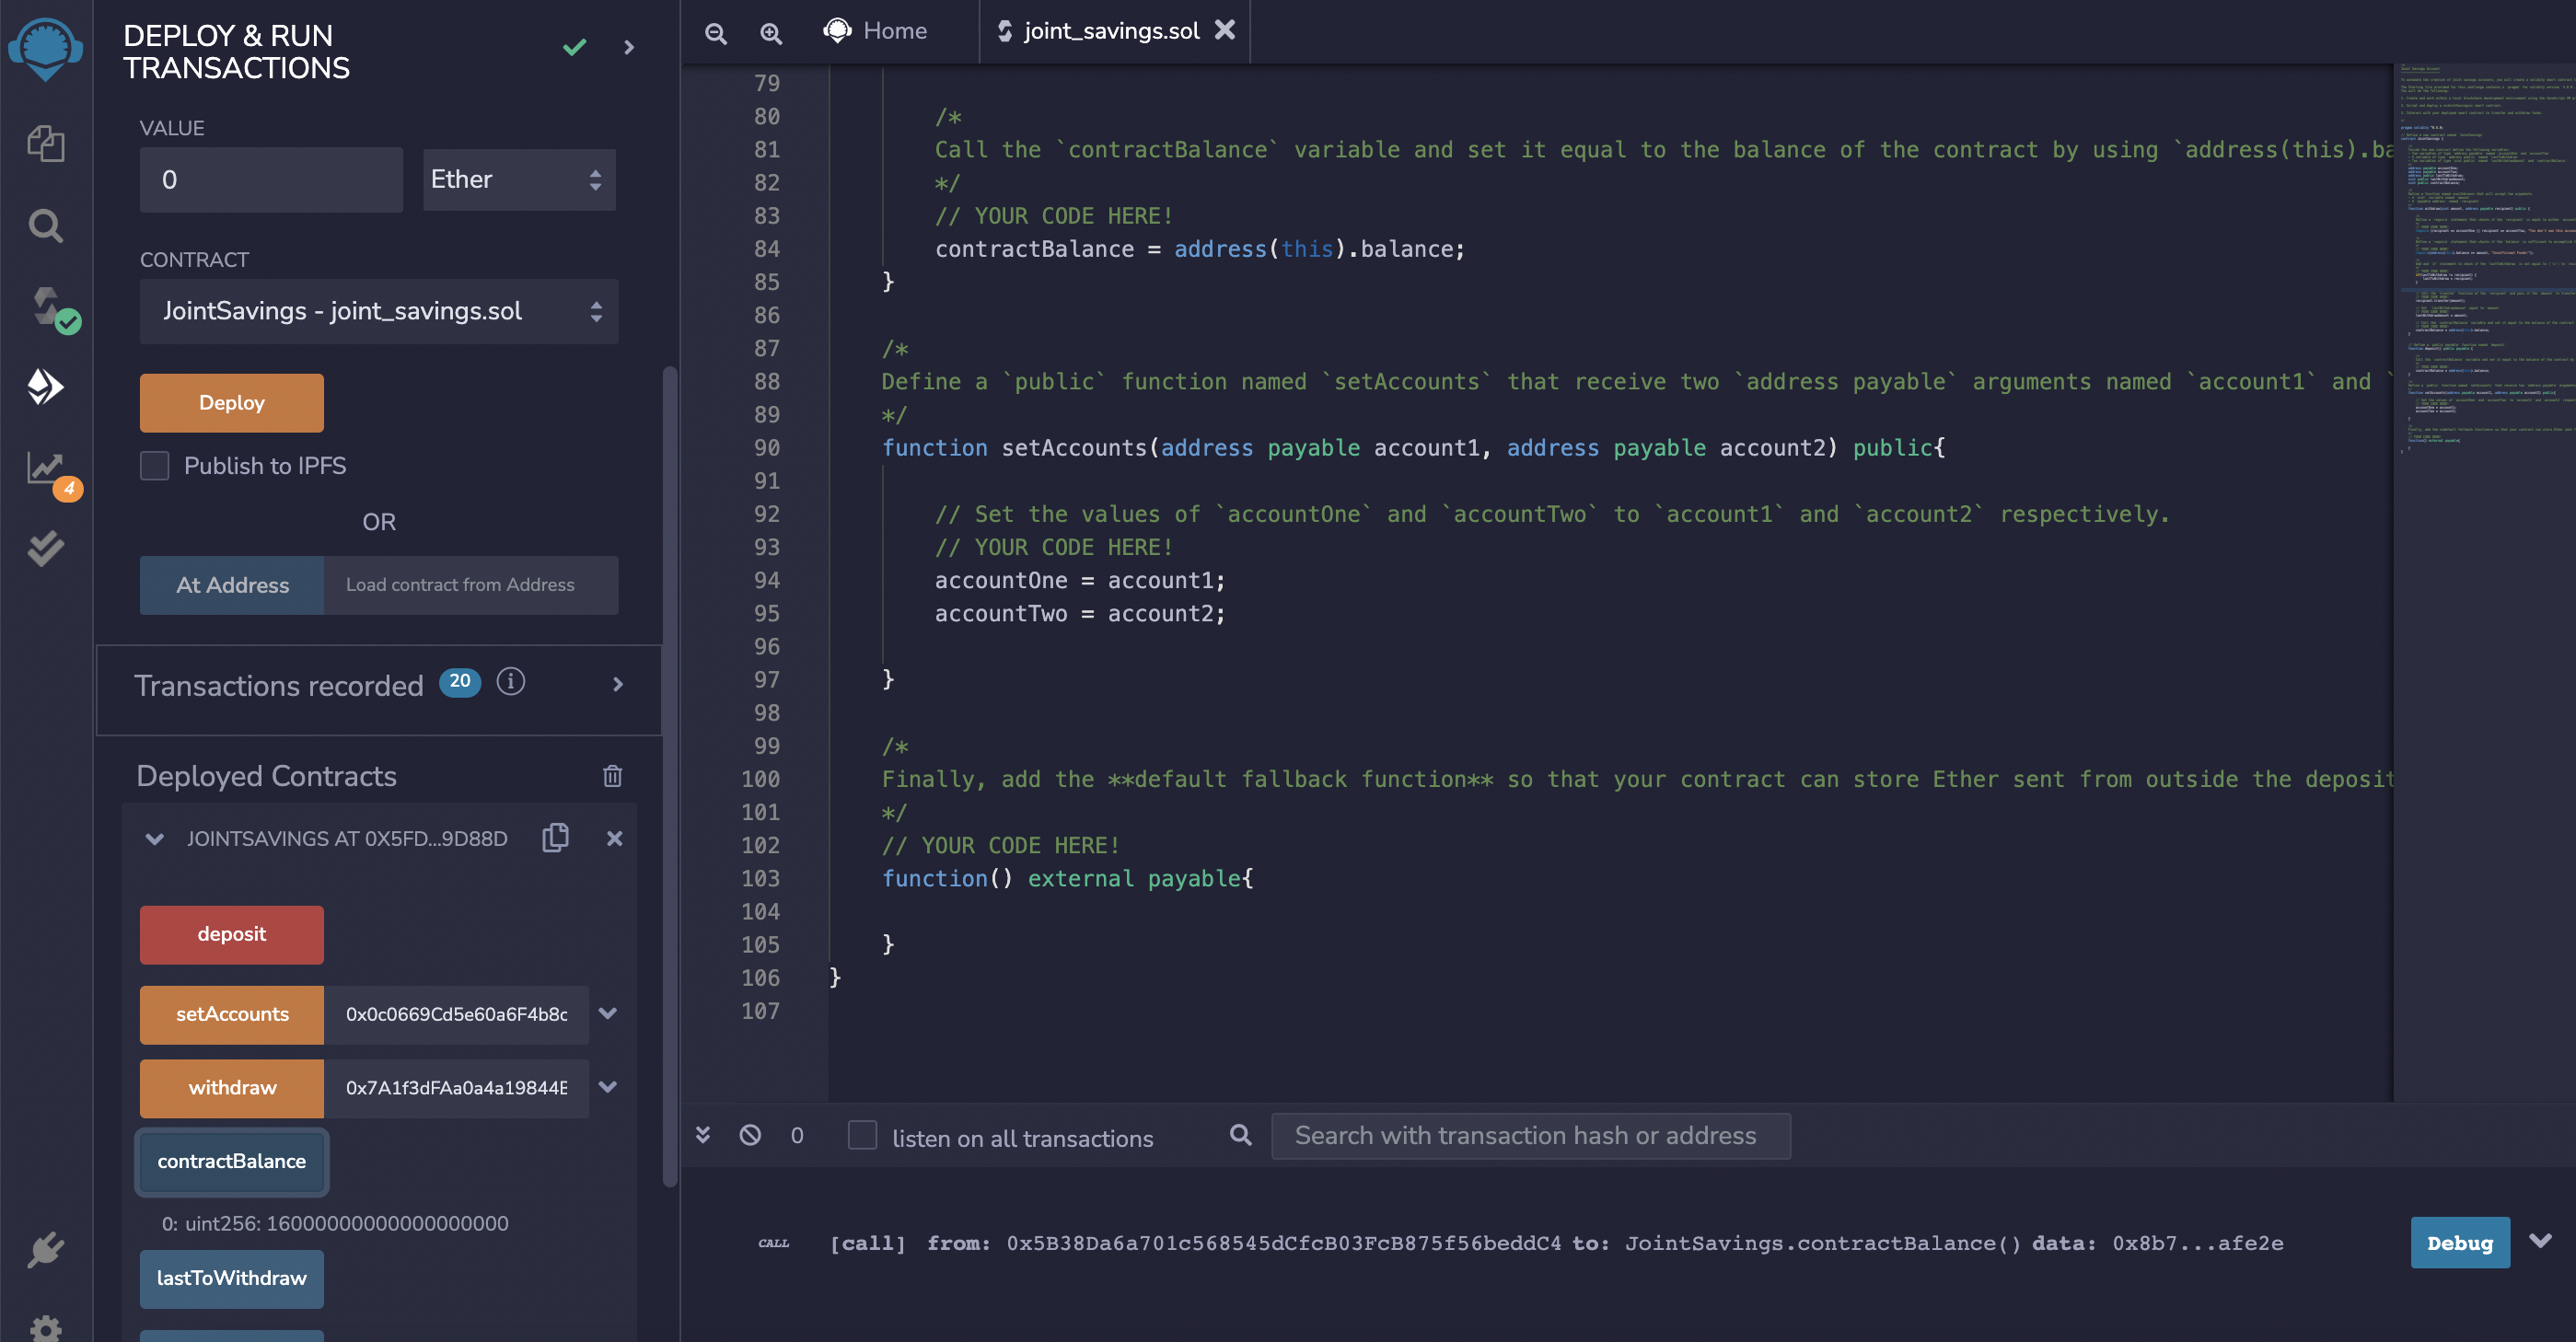 DEPLOY & RUN
TRANSACTIONS
VALUE
0
Ether
CONTRACT
JointSavings - joint_savings.sol
Deploy
Publish to IPFS
OR
At Address
Load contract from Address
4
Transactions recorded 20 i
Deployed Contracts
JOINTSAVINGS AT 0X5FD...9D88D
deposit
setAccounts
0x0c0669Cd5e60a6F4b8c
withdraw
0x7A1f3dFAa0a4a19844E
contractBalance
0: uint256: 16000000000000000000
lastToWithdraw
Home
joint_savings.sol
79
80 /*
81 Call the `contractBalance` variable and set it equal to the balance of the contract by using `address(this).ba
82 */
83 // YOUR CODE HERE!
84 contractBalance = address(this).balance;
85 }
86
87 /*
88 Define a `public` function named `setAccounts` that receive two `address payable` arguments named `account1` and `
89 */
90 function setAccounts(address payable account1, address payable account2) public{
91
92 // Set the values of `accountOne` and `accountTwo` to `account1` and `account2` respectively.
93 // YOUR CODE HERE!
94 accountOne = account1;
95 accountTwo = account2;
96
97 }
98
99 /*
100 Finally, add the **default fallback function** so that your contract can store Ether sent from outside the deposit
101 */
102 // YOUR CODE HERE!
103 function() external payable{
104
105 }
106 }
107
0
listen on all transactions
Search with transaction hash or address
CALL [call] from: 0x5B38Da6a701c568545dCfcB03FcB875f56beddC4 to: JointSavings.contractBalance() data: 0x8b7...afe2e
Debug